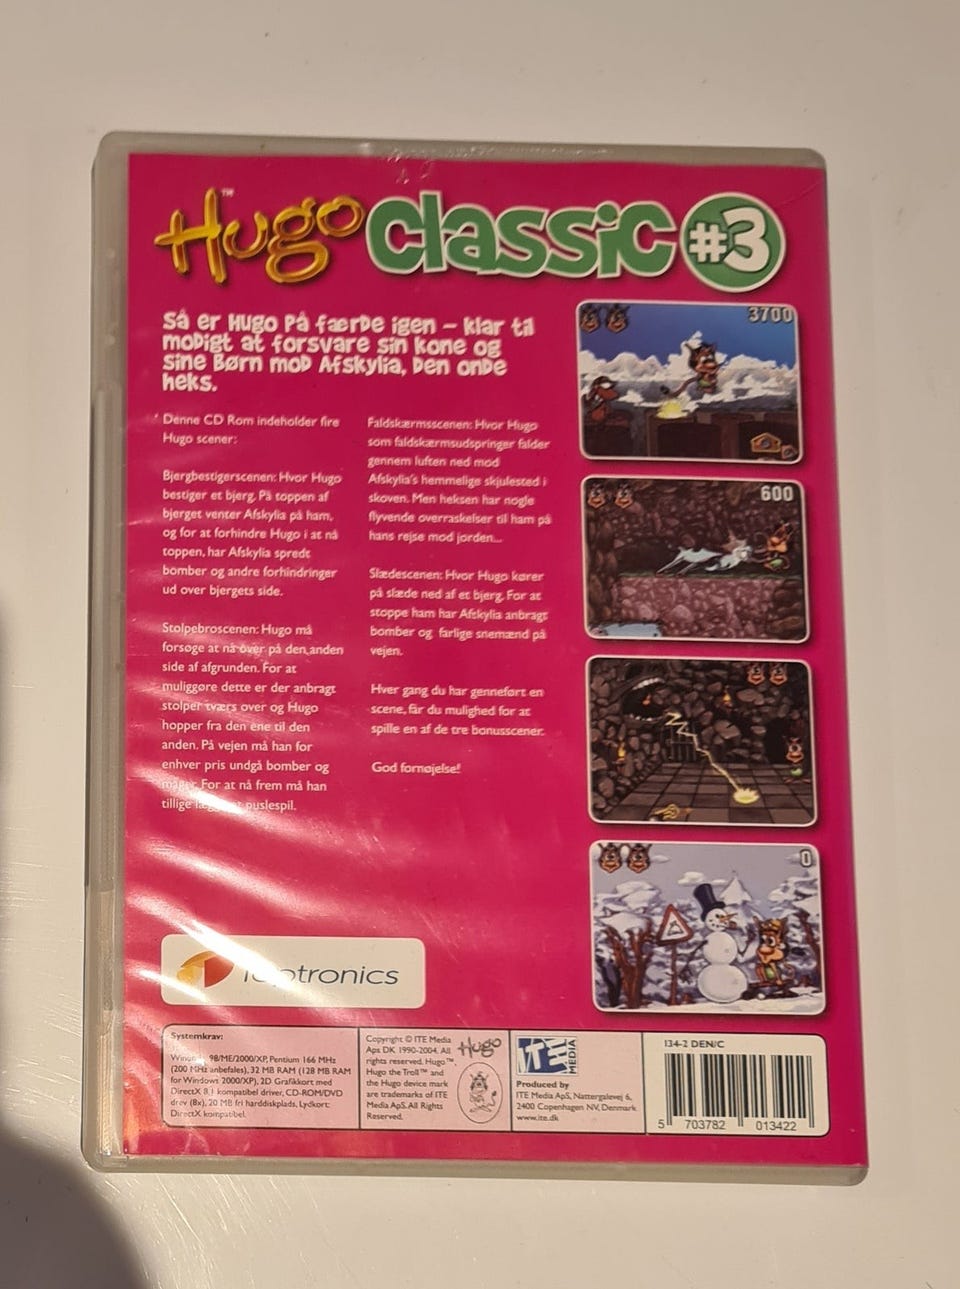 Hugo™ classic #3
Så er Hugo på færde igen – klar til
modigt at forsvare sin kone og
sine børn mod Afskylia, den onde
heks.
Denne CD Rom indeholder fire
Hugo scener:
Bjergbestigerscenen: Hvor Hugo
bestiger et bjerg. På toppen af
bjerget venter Afskylia på ham,
og for at forhindre Hugo i at nå
toppen, har Afskylia spredt
bomber og andre forhindringer
ud over bjergets side.
Stolpebroscenen: Hugo må
forsøge at nå over på den anden
side af afgrunden. For at
muliggøre dette er der anbragt
stolper tværs over og Hugo
hopper fra den ene til den
anden. På vejen må han for
enhver pris undgå bomber og
For at nå frem må han
tillige puslespil.
Faldskærmsscenen: Hvor Hugo
som faldskærmsudspringer falder
gennem luften ned mod
Afskylia's hemmelige skjulested i
skoven. Men heksen har nogle
flyvende overraskelser til ham på
hans rejse mod jorden...
Slædescenen: Hvor Hugo kører
på slæde ned af et bjerg. For at
stoppe ham har Afskylia anbragt
bomber og farlige snemænd på
vejen.
Hver gang du har genneført en
scene, får du mulighed for at
spille en af de tre bonusscener.
God fornøjelse!
3700
600
0
toptronics
Systemkrav:
98/ME/2000/XP, Pentium 166 MHz
(200 MHz anbefales), 32 MB RAM (128 MB RAM
for Windows 2000/XP), 2D Grafikkort med
DirectX 8.1 kompatibel driver, CD-ROM/DVD
drev (8x), 20 MB fri harddiskplads, Lydkort:
DirectX kompatibel.
Copyright © ITE Media
Aps DK 1990-2004. All
rights reserved. Hugo™,
Hugo the Troll™ and
the Hugo device mark
are trademarks of ITE
Media ApS. All Rights
Reserved.
Hugo
ITE MEDIA
Produced by
ITE Media ApS, Nattergalevej 6,
2400 Copenhagen NV, Denmark
www.ite.dk
134-2 DEN/C
5 703782 013422